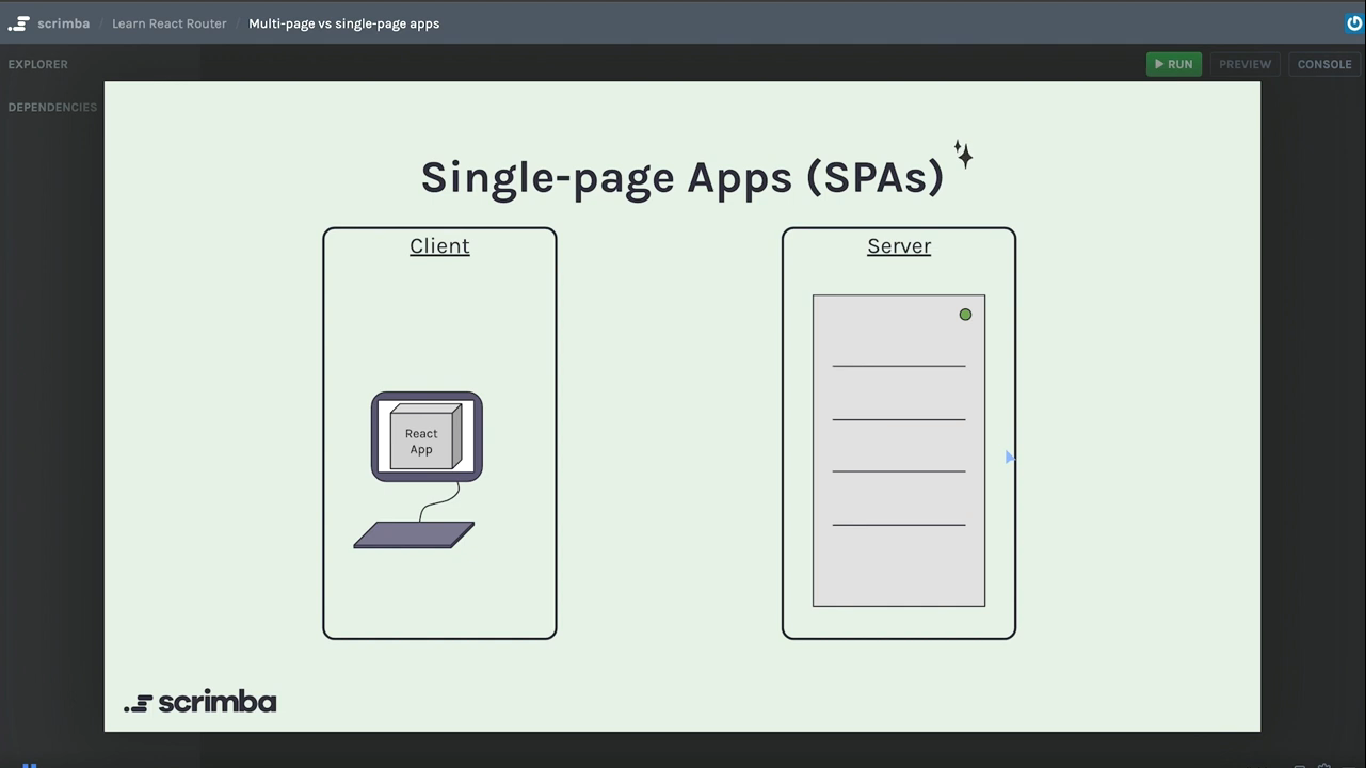 scrimba / Learn React Router / Multi-page vs single-page apps
EXPLORER
RUN PREVIEW CONSOLE
DEPENDENCIES
Single-page Apps (SPAs)
Client
Server
React
App
scrimba